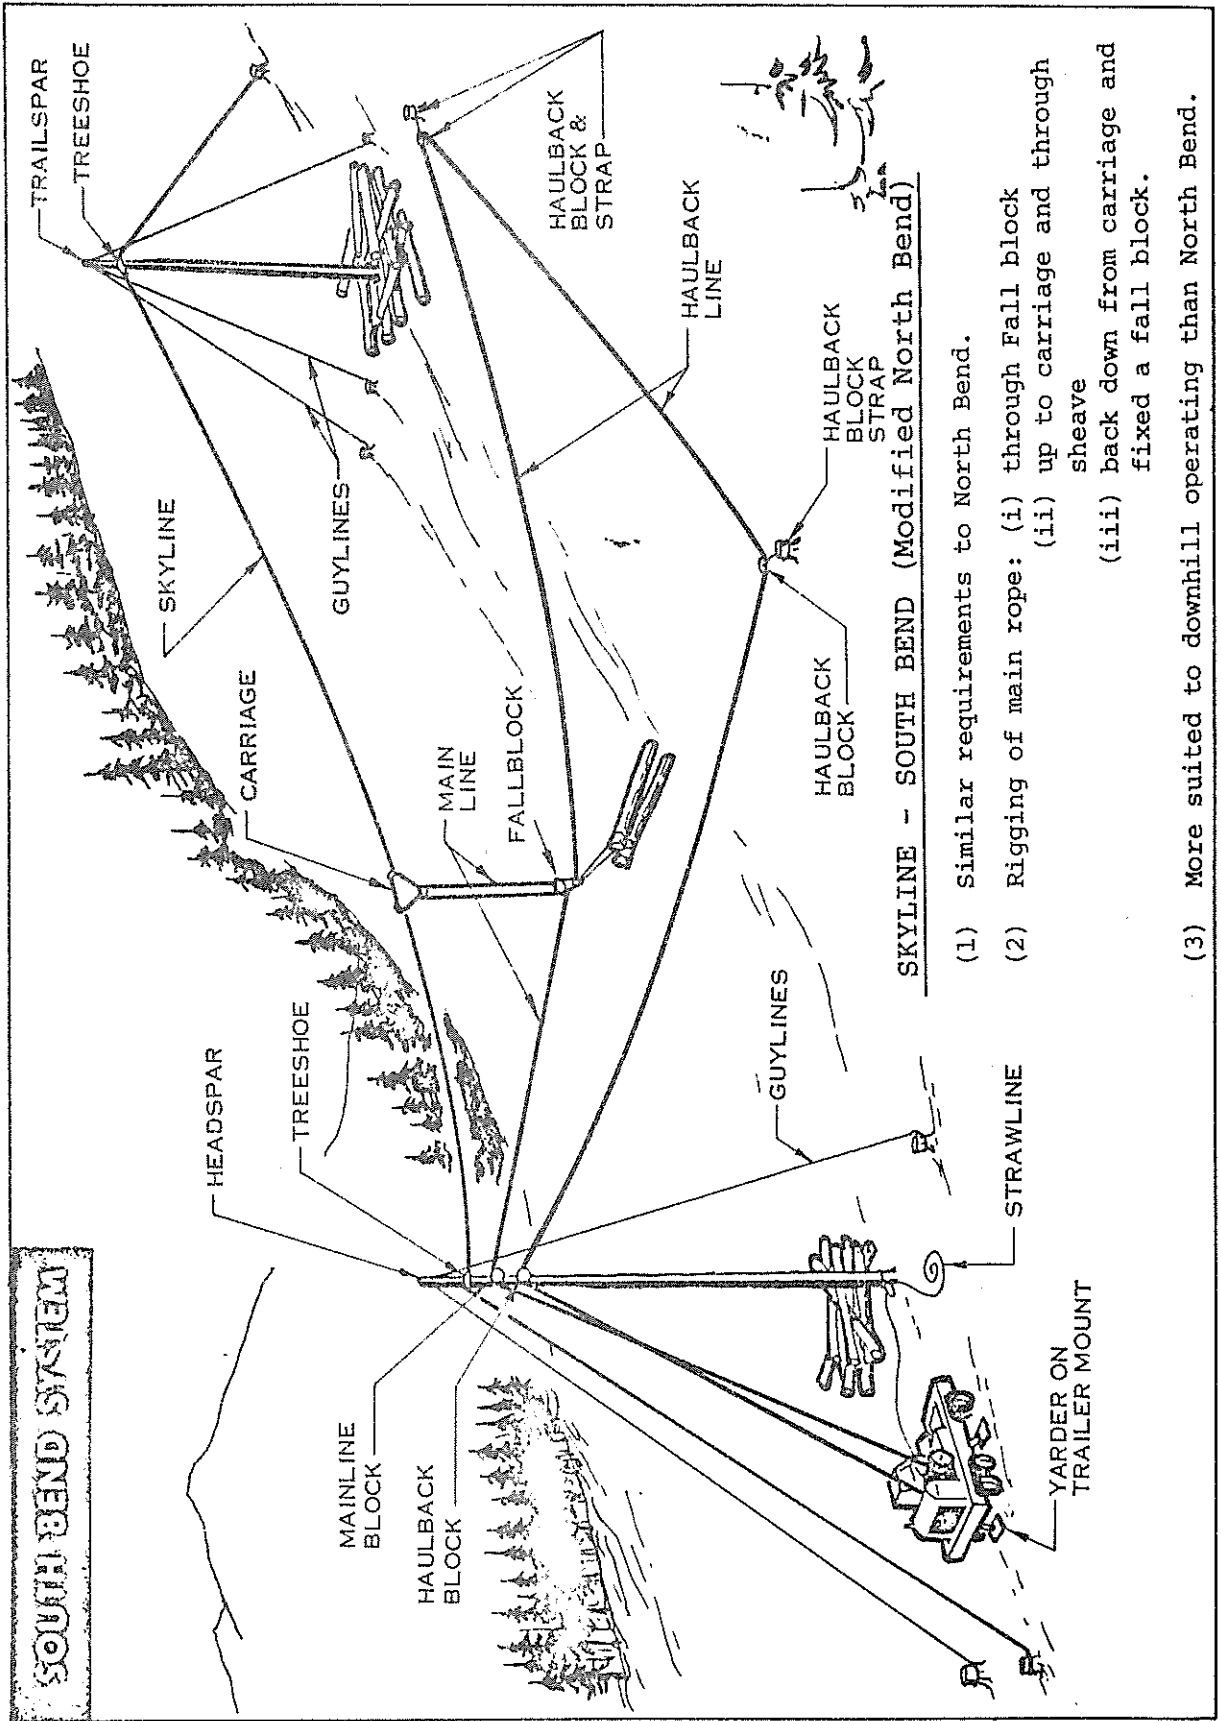 SOUTH BEND SYSTEM
TRAILSPAR
TREESHOE
SKYLINE
CARRIAGE
GUYLINES
HEADSPAR
TREESHOE
MAIN
LINE
FALLBLOCK
HAULBACK
BLOCK &
STRAP
HAULBACK
LINE
MAINLINE
BLOCK
HAULBACK
BLOCK
GUYLINES
HAULBACK
BLOCK
HAULBACK
BLOCK
STRAP
STRAWLINE
YARDER ON
TRAILER MOUNT
SKYLINE - SOUTH BEND (Modified North Bend)
(1) Similar requirements to North Bend.
(2) Rigging of main rope: (i) through Fall block
(ii) up to carriage and through
sheave
(iii) back down from carriage and
fixed a fall block.
(3) More suited to downhill operating than North Bend.